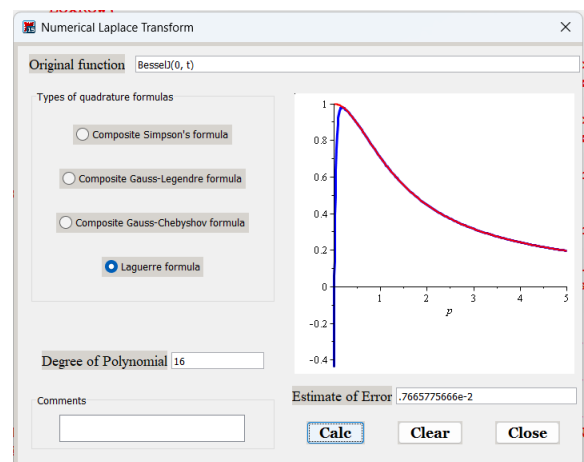 Numerical Laplace Transform
Original function BesselJ(0, t)
Types of quadrature formulas
Composite Simpson's formula
Composite Gauss-Legendre formula
Composite Gauss-Chebyshov formula
Laguerre formula
1
0.8
0.6
0.4
0.2
0
-0.2
-0.4
1 2 3 4 5
p
Degree of Polynomial 16
Estimate of Error .7665775666e-2
Comments
Calc Clear Close